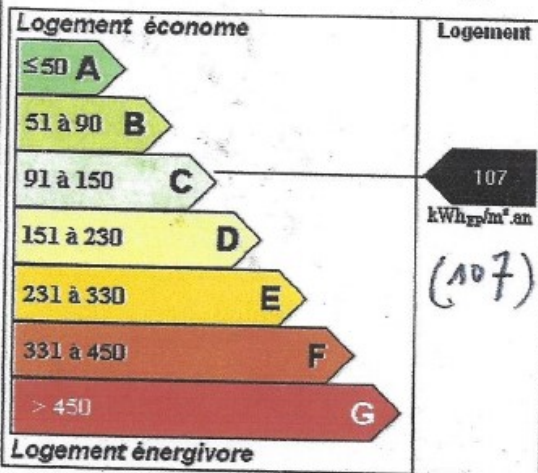 Logement économe
Logement
≤50 A
51 à 90 B
91 à 150 C
107
kWhEP/m².an
151 à 230 D
(107)
231 à 330 E
331 à 450 F
> 450 G
Logement énergivore